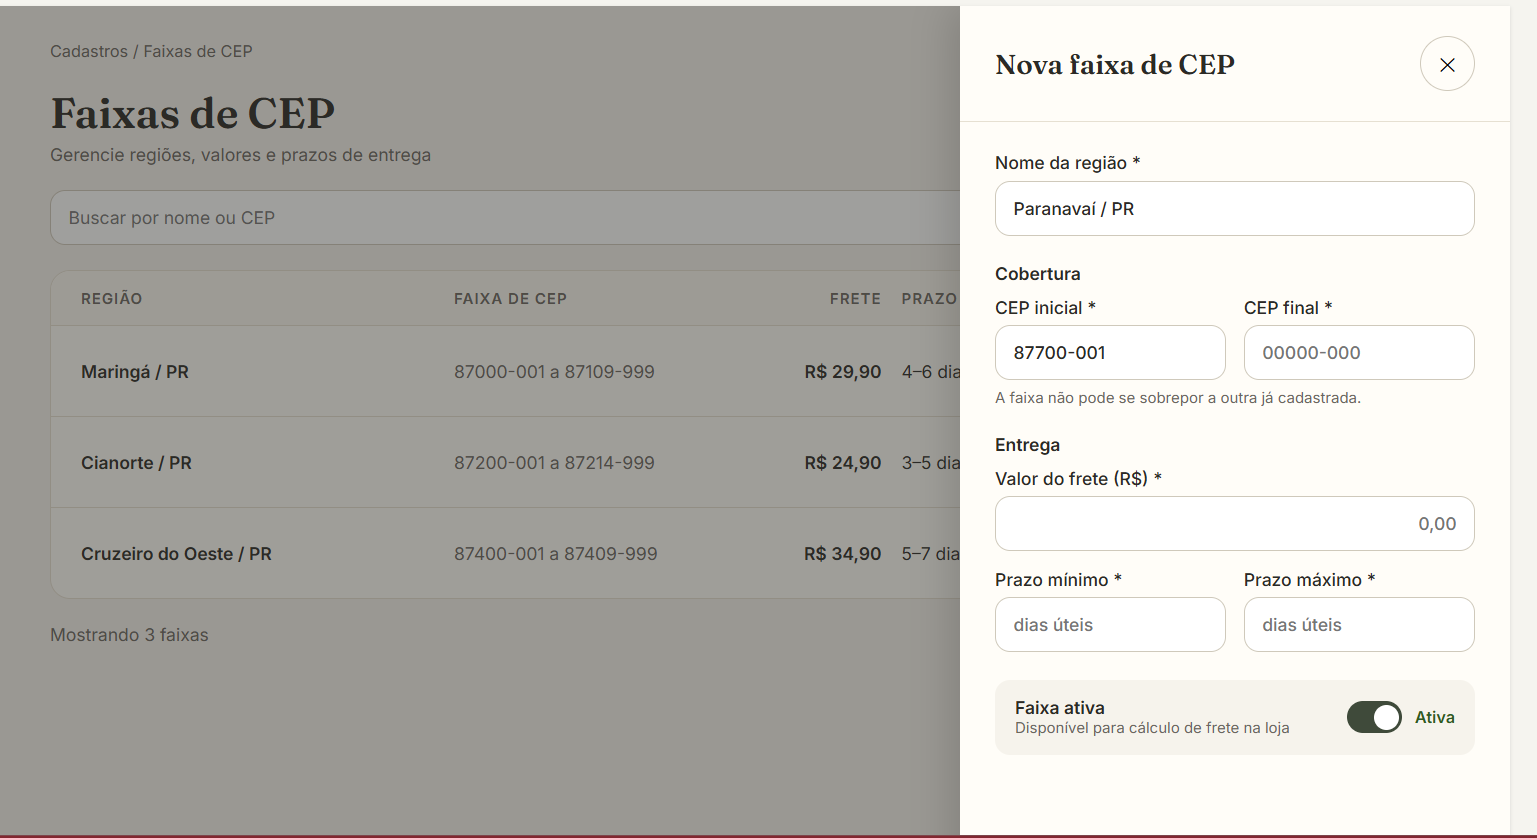 Cadastros / Faixas de CEP
Faixas de CEP
Gerencie regiões, valores e prazos de entrega
Buscar por nome ou CEP
REGIÃO FAIXA DE CEP FRETE PRAZO
Maringá / PR 87000-001 a 87109-999 R$ 29,90 4–6 dia
Cianorte / PR 87200-001 a 87214-999 R$ 24,90 3–5 dia
Cruzeiro do Oeste / PR 87400-001 a 87409-999 R$ 34,90 5–7 dia
Mostrando 3 faixas
Nova faixa de CEP
Nome da região *
Paranavaí / PR
Cobertura
CEP inicial * CEP final *
87700-001 00000-000
A faixa não pode se sobrepor a outra já cadastrada.
Entrega
Valor do frete (R$) *
0,00
Prazo mínimo * Prazo máximo *
dias úteis dias úteis
Faixa ativa
Disponível para cálculo de frete na loja
Ativa